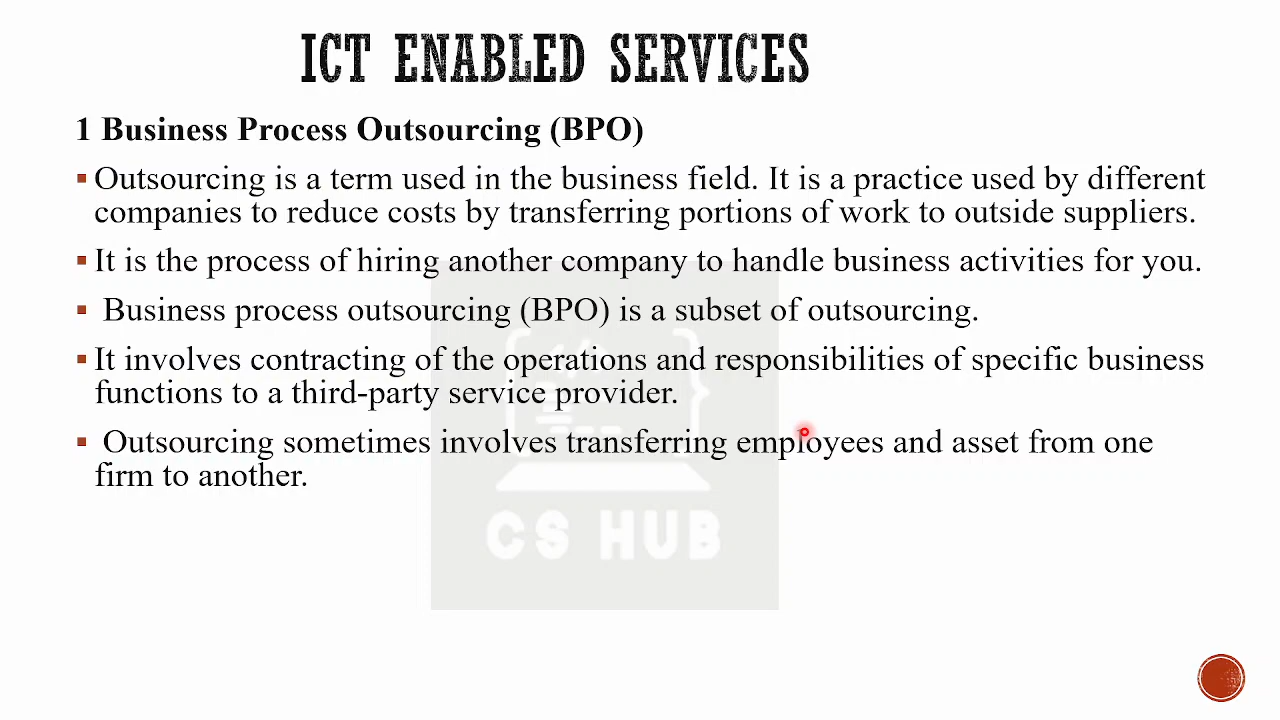 ICT ENABLED SERVICES
1 Business Process Outsourcing (BPO)
▪ Outsourcing is a term used in the business field. It is a practice used by different
companies to reduce costs by transferring portions of work to outside suppliers.
▪ It is the process of hiring another company to handle business activities for you.
▪ Business process outsourcing (BPO) is a subset of outsourcing.
▪ It involves contracting of the operations and responsibilities of specific business
functions to a third-party service provider.
▪ Outsourcing sometimes involves transferring employees and asset from one
firm to another.
CS HUB